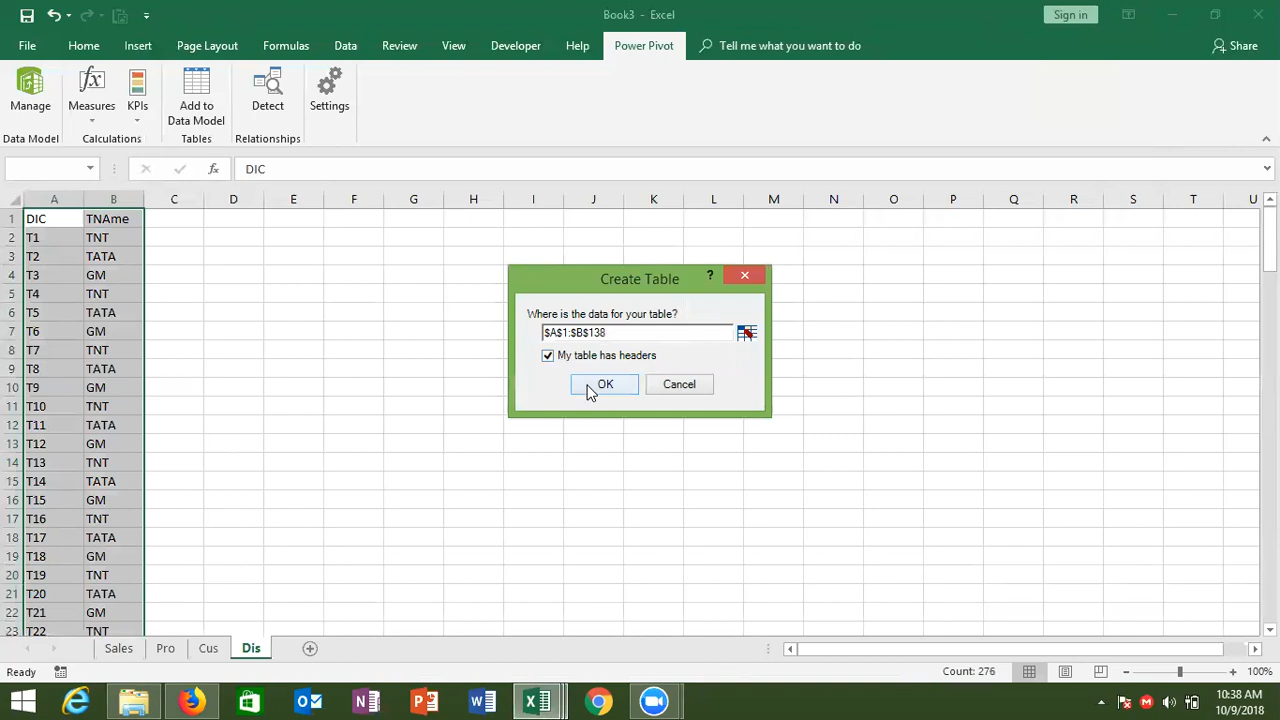 Book3 - Excel
Sign in
File Home Insert Page Layout Formulas Data Review View Developer Help Power Pivot Tell me what you want to do Share
Manage Measures KPIs Add to Data Model Detect Settings
Data Model Calculations Tables Relationships
fx DIC
A B C D E F G H I J K L M N O P Q R S T U
1 DIC TNAme
2 T1 TNT
3 T2 TATA
4 T3 GM
5 T4 TNT
6 T5 TATA
7 T6 GM
8 T7 TNT
9 T8 TATA
10 T9 GM
11 T10 TNT
12 T11 TATA
13 T12 GM
14 T13 TNT
15 T14 TATA
16 T15 GM
17 T16 TNT
18 T17 TATA
19 T18 GM
20 T19 TNT
21 T20 TATA
22 T21 GM
23 T22 TNT
Create Table
?
Where is the data for your table?
$A$1:$B$138
My table has headers
OK Cancel
Sales Pro Cus Dis
Ready Count: 276 100%
10:38 AM
10/9/2018